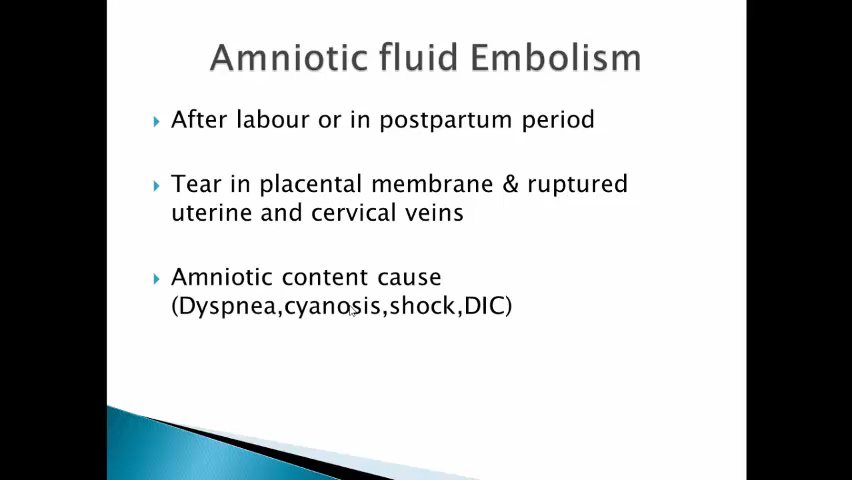 Amniotic fluid Embolism
After labour or in postpartum period
Tear in placental membrane & ruptured
uterine and cervical veins
Amniotic content cause
(Dyspnea,cyanosis,shock,DIC)